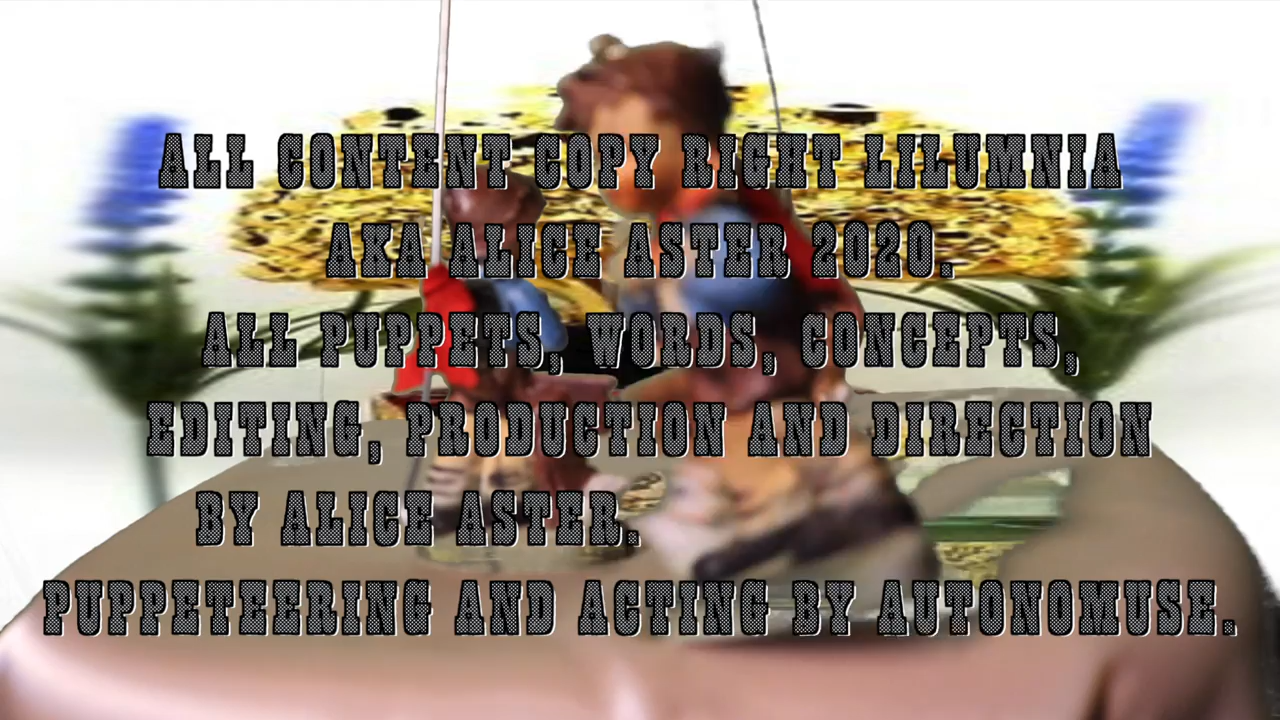 ALL CONTENT COPY RIGHT LILUMNIA
AKA ALICE ASTER 2020.
ALL PUPPETS, WORDS, CONCEPTS,
EDITING, PRODUCTION AND DIRECTION
BY ALICE ASTER.
PUPPETEERING AND ACTING BY AUTONOMUSE.